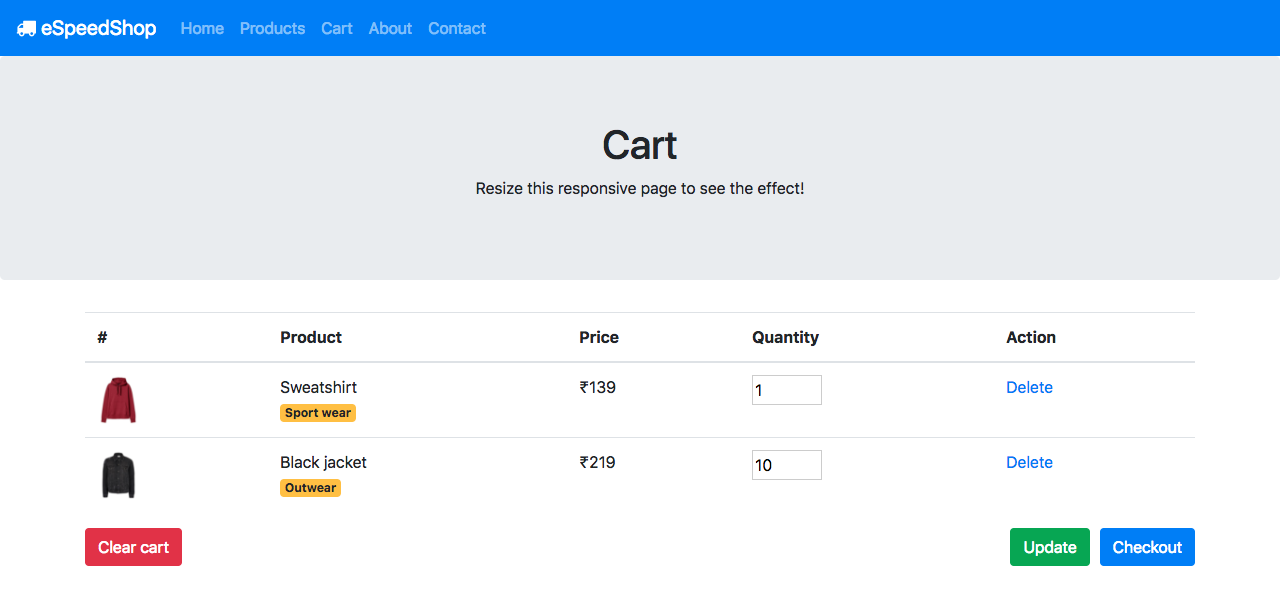 eSpeedShop Home Products Cart About Contact
Cart
Resize this responsive page to see the effect!
# Product Price Quantity Action
Sweatshirt ₹139 1 Delete
Sport wear
Black jacket ₹219 10 Delete
Outwear
Clear cart Update Checkout